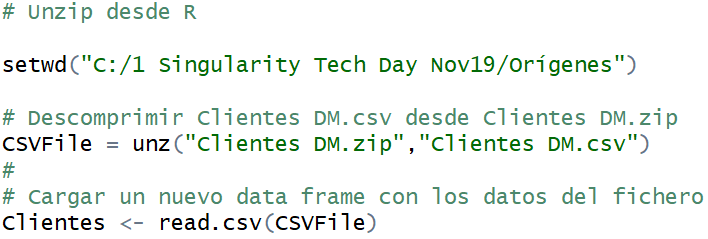 # Unzip desde R
setwd("C:/1 Singularity Tech Day Nov19/Orígenes")
# Descomprimir Clientes DM.csv desde Clientes DM.zip
CSVFile = unz("Clientes DM.zip","Clientes DM.csv")
#
# Cargar un nuevo data frame con los datos del fichero
Clientes <- read.csv(CSVFile)